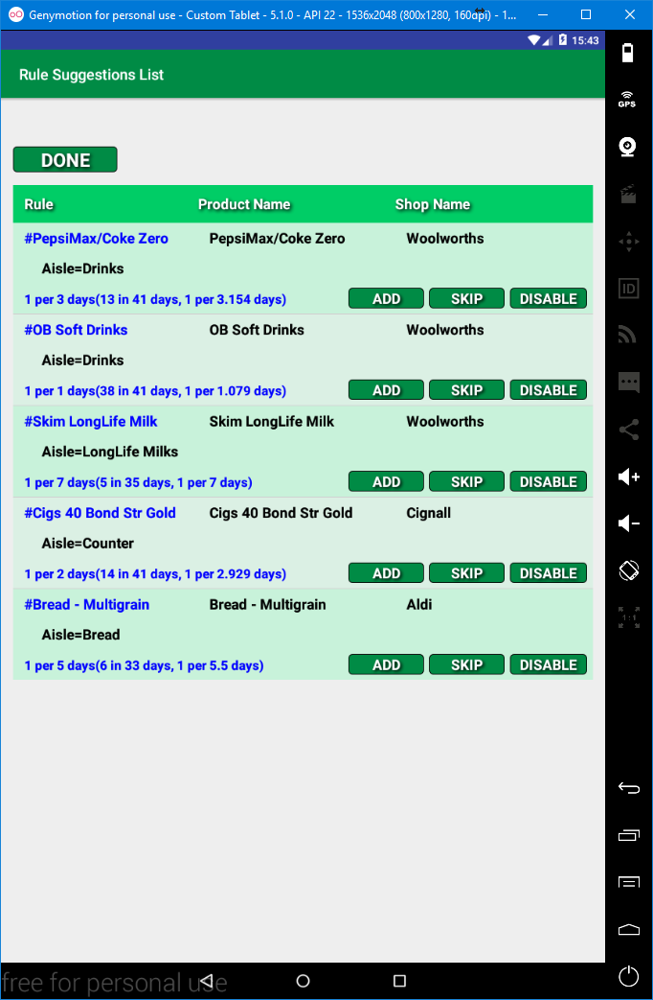 Genymotion for personal use - Custom Tablet - 5.1.0 - API 22 - 1536x2048 (800x1280, 160dpi) - 1...
15:43
Rule Suggestions List
GPS
DONE
Rule Product Name Shop Name
#PepsiMax/Coke Zero PepsiMax/Coke Zero Woolworths
Aisle=Drinks
1 per 3 days(13 in 41 days, 1 per 3.154 days) ADD SKIP DISABLE
#OB Soft Drinks OB Soft Drinks Woolworths
ID
Aisle=Drinks
1 per 1 days(38 in 41 days, 1 per 1.079 days) ADD SKIP DISABLE
#Skim LongLife Milk Skim LongLife Milk Woolworths
Aisle=LongLife Milks
1 per 7 days(5 in 35 days, 1 per 7 days) ADD SKIP DISABLE
#Cigs 40 Bond Str Gold Cigs 40 Bond Str Gold Cignall
Aisle=Counter
1 per 2 days(14 in 41 days, 1 per 2.929 days) ADD SKIP DISABLE
#Bread - Multigrain Bread - Multigrain Aldi
1:1
Aisle=Bread
1 per 5 days(6 in 33 days, 1 per 5.5 days) ADD SKIP DISABLE
free for personal use